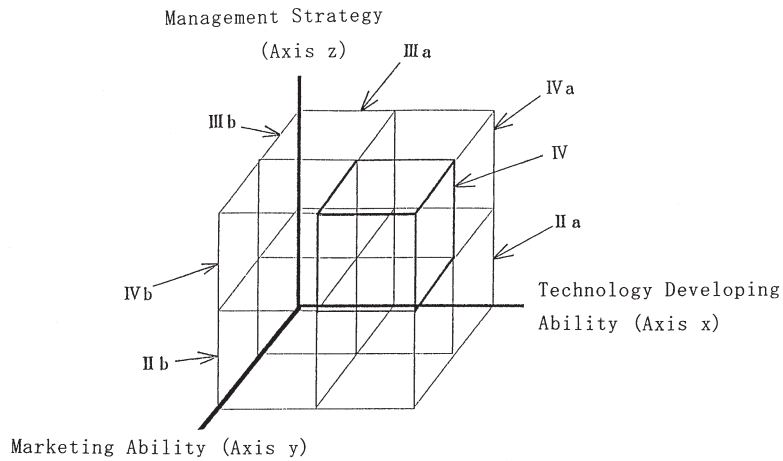 Management Strategy
(Axis z)
Ⅲa
Ⅳa
Ⅲb
Ⅳ
Ⅱa
Ⅳb
Technology Developing
Ability (Axis x)
Ⅱb
Marketing Ability (Axis y)